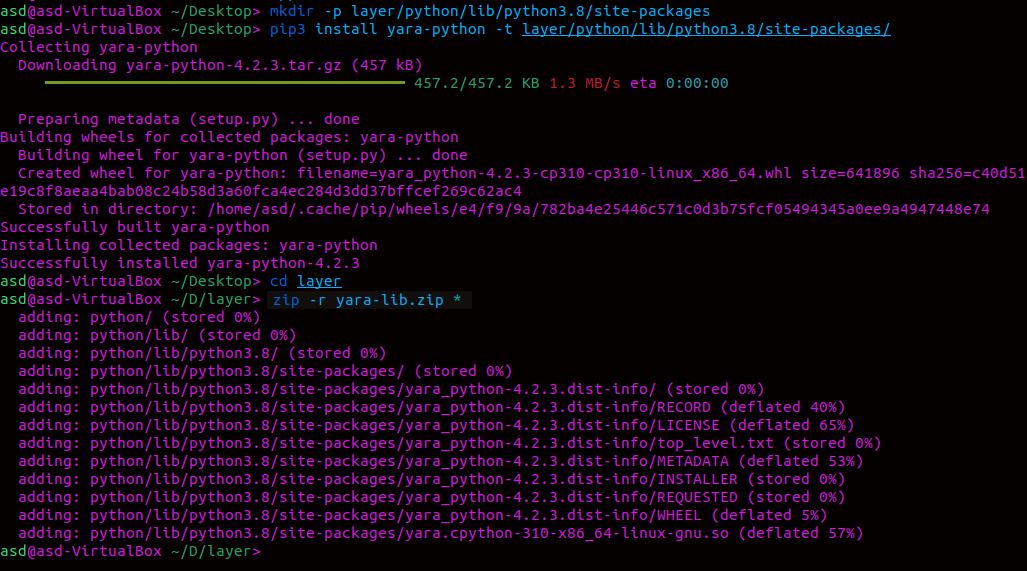 asd@asd-VirtualBox ~/Desktop> mkdir -p layer/python/lib/python3.8/site-packages
asd@asd-VirtualBox ~/Desktop> pip3 install yara-python -t layer/python/lib/python3.8/site-packages/
Collecting yara-python
Downloading yara-python-4.2.3.tar.gz (457 kB)
457.2/457.2 KB 1.3 MB/s eta 0:00:00
Preparing metadata (setup.py) ... done
Building wheels for collected packages: yara-python
Building wheel for yara-python (setup.py) ... done
Created wheel for yara-python: filename=yara_python-4.2.3-cp310-cp310-linux_x86_64.whl size=641896 sha256=c40d51
e19c8f8aeaa4bab08c24b58d3a60fca4ec284d3dd37bffcef269c62ac4
Stored in directory: /home/asd/.cache/pip/wheels/e4/f9/9a/782ba4e25446c571c0d3b75fcf05494345a0ee9a4947448e74
Successfully built yara-python
Installing collected packages: yara-python
Successfully installed yara-python-4.2.3
asd@asd-VirtualBox ~/Desktop> cd layer
asd@asd-VirtualBox ~/D/layer> zip -r yara-lib.zip *
adding: python/ (stored 0%)
adding: python/lib/ (stored 0%)
adding: python/lib/python3.8/ (stored 0%)
adding: python/lib/python3.8/site-packages/ (stored 0%)
adding: python/lib/python3.8/site-packages/yara_python-4.2.3.dist-info/ (stored 0%)
adding: python/lib/python3.8/site-packages/yara_python-4.2.3.dist-info/RECORD (deflated 40%)
adding: python/lib/python3.8/site-packages/yara_python-4.2.3.dist-info/LICENSE (deflated 65%)
adding: python/lib/python3.8/site-packages/yara_python-4.2.3.dist-info/top_level.txt (stored 0%)
adding: python/lib/python3.8/site-packages/yara_python-4.2.3.dist-info/METADATA (deflated 53%)
adding: python/lib/python3.8/site-packages/yara_python-4.2.3.dist-info/INSTALLER (stored 0%)
adding: python/lib/python3.8/site-packages/yara_python-4.2.3.dist-info/REQUESTED (stored 0%)
adding: python/lib/python3.8/site-packages/yara_python-4.2.3.dist-info/WHEEL (deflated 5%)
adding: python/lib/python3.8/site-packages/yara.cpython-310-x86_64-linux-gnu.so (deflated 57%)
asd@asd-VirtualBox ~/D/layer>